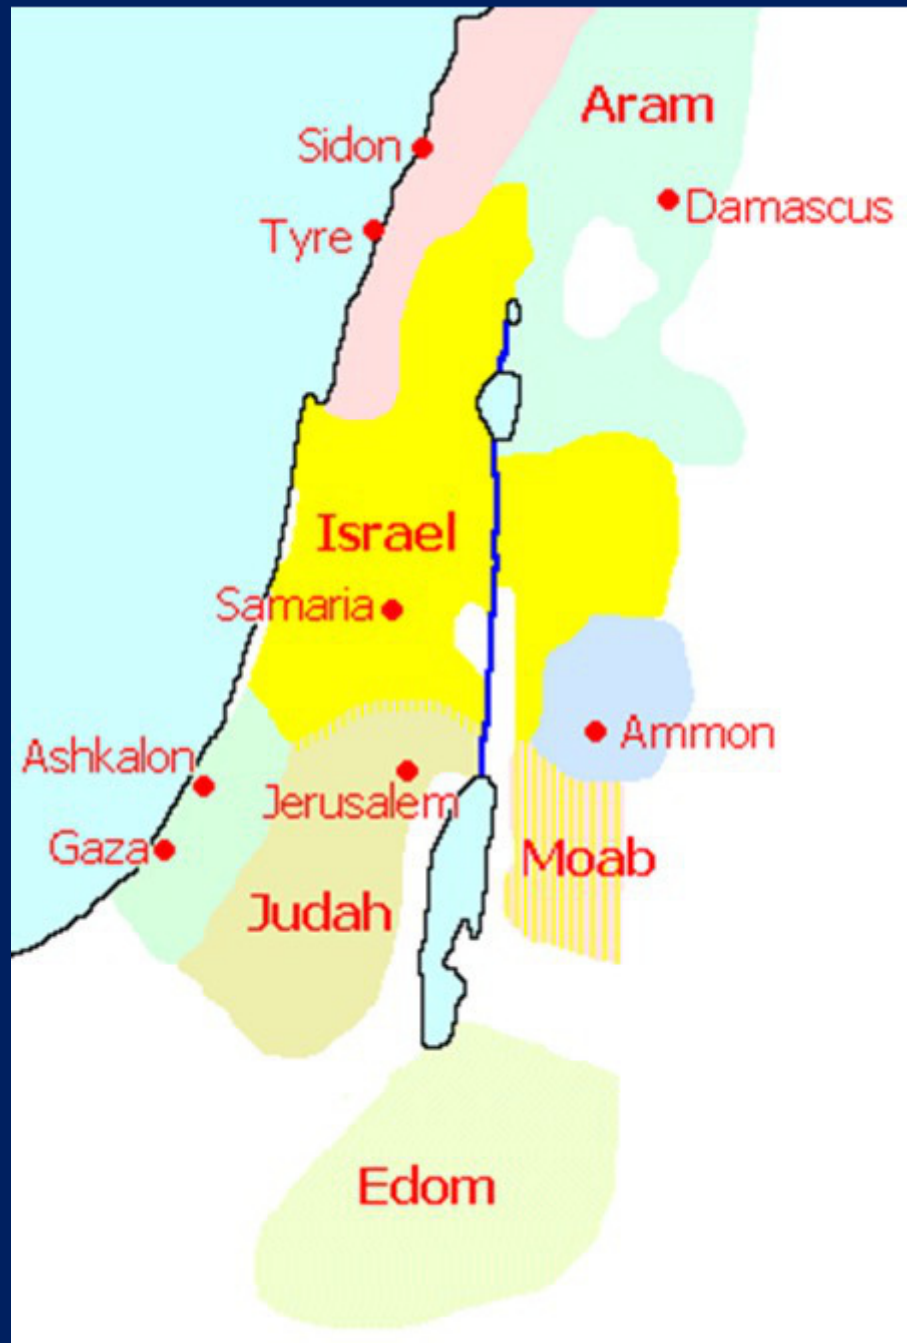 Aram
Sidon
Damascus
Tyre
Israel
Samaria
Ammon
Ashkalon
Jerusalem
Gaza
Moab
Judah
Edom